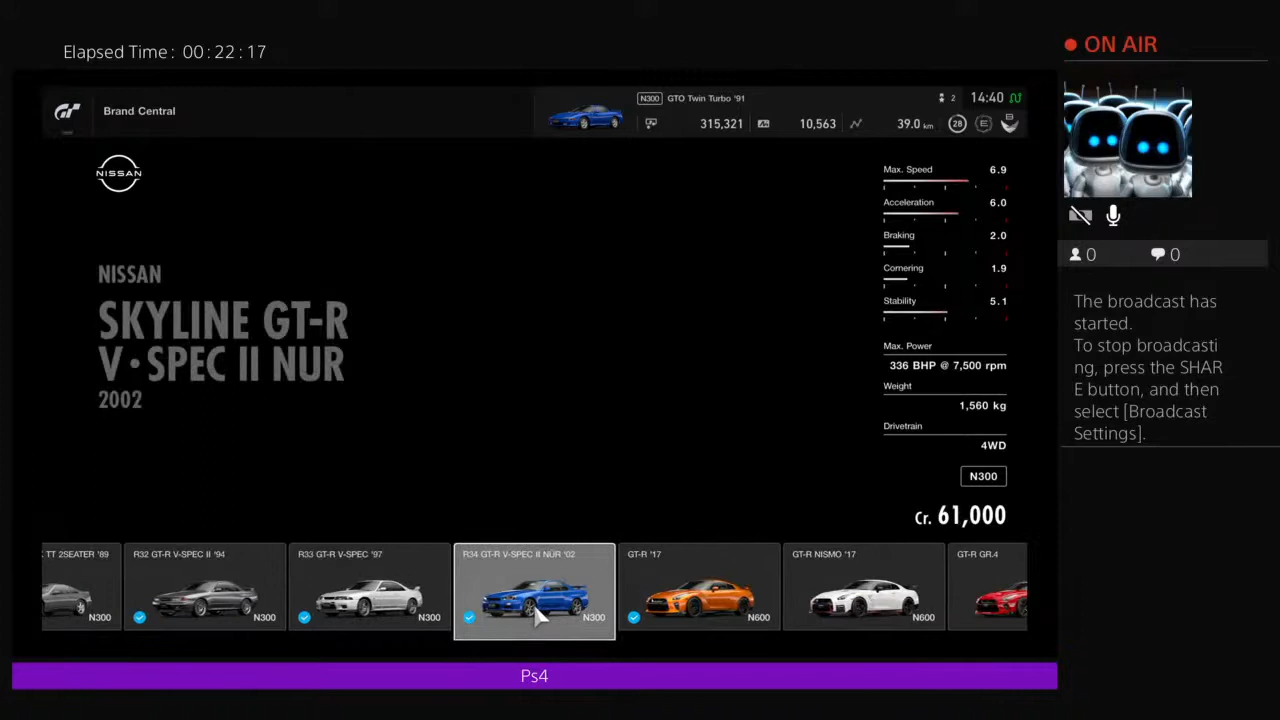 Elapsed Time: 00:22:17
ON AIR
Brand Central
N300 GTO Twin Turbo '91
2
14:40
315,321
10,563
39.0 km
28
E
B
NISSAN
NISSAN
SKYLINE GT-R
V・SPEC II NUR
2002
Max. Speed 6.9
Acceleration 6.0
Braking 2.0
Cornering 1.9
Stability 5.1
Max. Power
336 BHP @ 7,500 rpm
Weight
1,560 kg
Drivetrain
4WD
N300
Cr. 61,000
TT 2SEATER '89
N300
R32 GT-R V-SPEC II '94
N300
R33 GT-R V-SPEC '97
N300
R34 GT-R V-SPEC II NÜR '02
N300
GT-R '17
N600
GT-R NISMO '17
N600
GT-R GR.4
Ps4
0
0
The broadcast has
started.
To stop broadcasti
ng, press the SHAR
E button, and then
select [Broadcast
Settings].